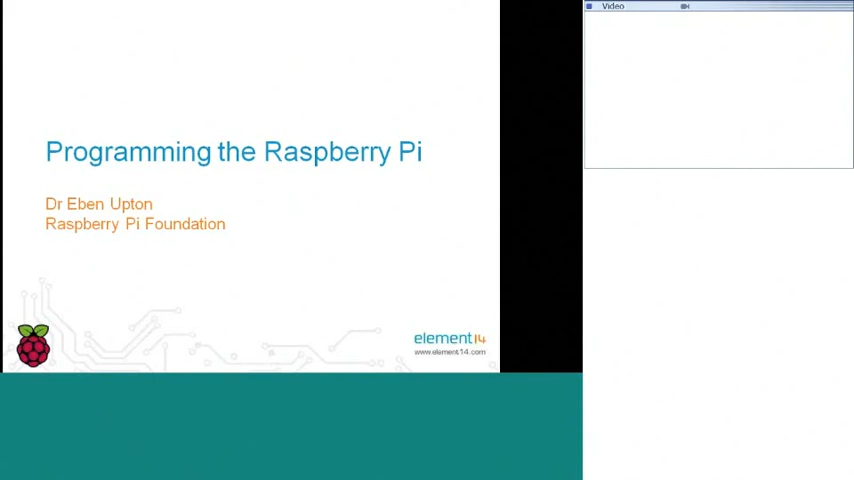 Video
Programming the Raspberry Pi
Dr Eben Upton
Raspberry Pi Foundation
element14
www.element14.com